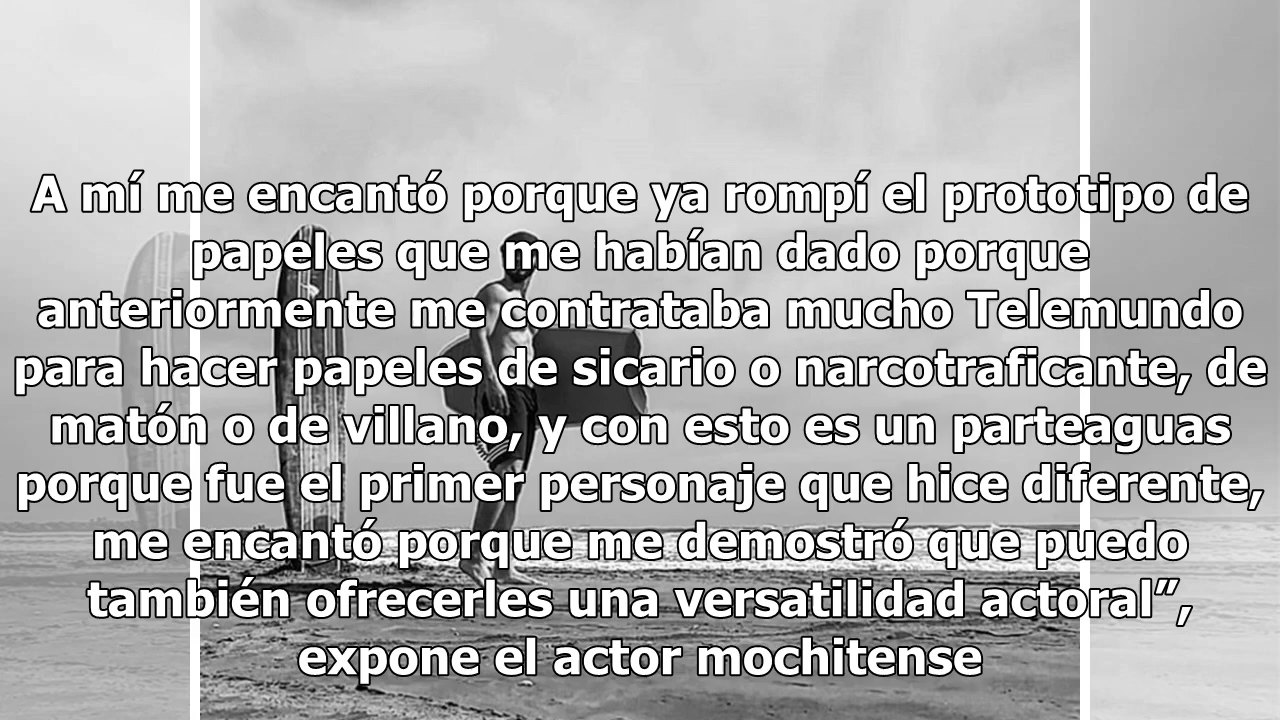 A mí me encantó porque ya rompí el prototipo de
papeles que me habían dado porque
anteriormente me contrataba mucho Telemundo
para hacer papeles de sicario o narcotraficante, de
matón o de villano, y con esto es un parteaguas
porque fue el primer personaje que hice diferente,
me encantó porque me demostró que puedo
también ofrecerles una versatilidad actoral”,
expone el actor mochitense